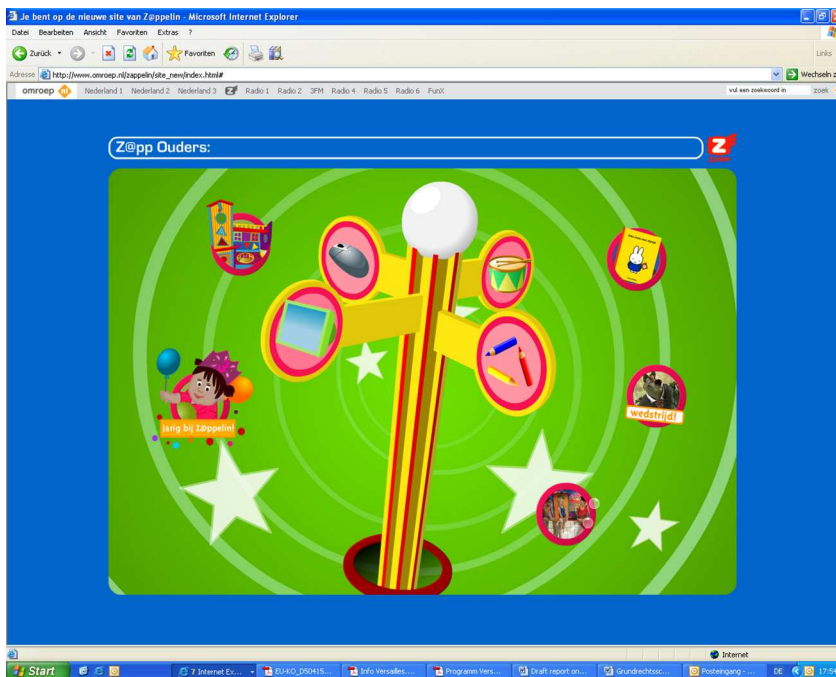 Je bent op de nieuwe site van Z@ppelin - Microsoft Internet Explorer
Datei Bearbeiten Ansicht Favoriten Extras ?
Zurück Favoriten
Links
Adresse http://www.omroep.nl/zappelin/site_new/index.html# Wechseln z
omroep nl Nederland 1 Nederland 2 Nederland 3 Z Radio 1 Radio 2 3FM Radio 4 Radio 5 Radio 6 FunX vul een zoekwoord in zoek
Z@pp Ouders: Z
Jarig bij Z@ppelin!
wedstrijd!
Internet
Start 7 Internet Ex... EU-KO_D50415... Info Versailles.... Programm Vers... Draft report on... Grundrechtssc... Posteingang - ... DE 17:54